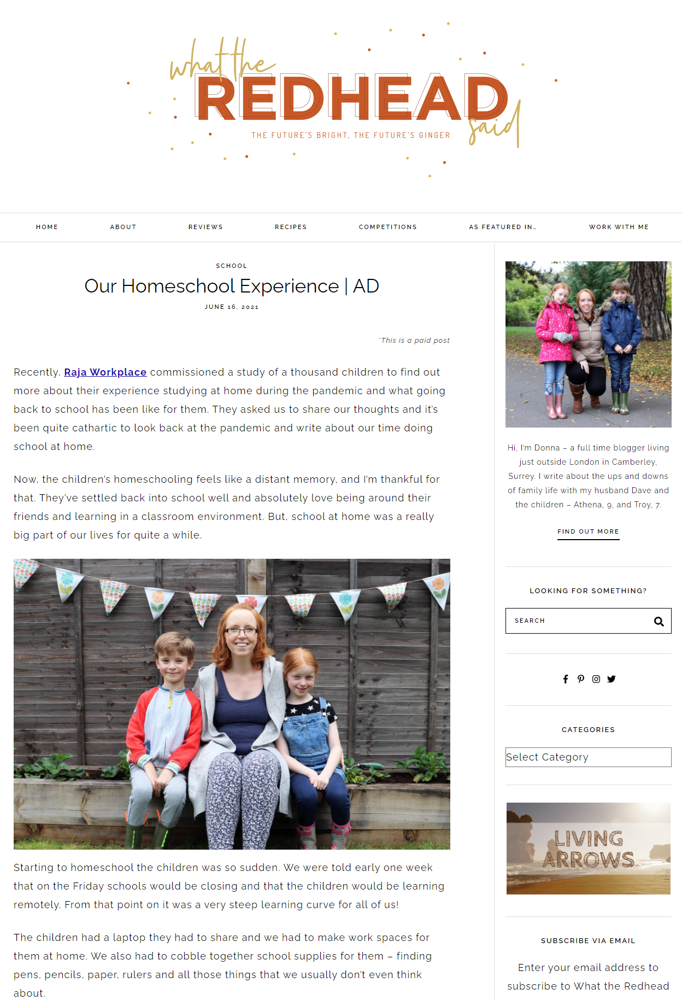 what the
REDHEAD
said
THE FUTURE'S BRIGHT, THE FUTURE'S GINGER
HOME ABOUT REVIEWS RECIPES COMPETITIONS AS FEATURED IN… WORK WITH ME
SCHOOL
Our Homeschool Experience | AD
JUNE 16, 2021
*This is a paid post
Recently, Raja Workplace commissioned a study of a thousand children to find out
more about their experience studying at home during the pandemic and what going
back to school has been like for them. They asked us to share our thoughts and it's
been quite cathartic to look back at the pandemic and write about our time doing
school at home.
Now, the children's homeschooling feels like a distant memory, and I'm thankful for
that. They've settled back into school well and absolutely love being around their
friends and learning in a classroom environment. But, school at home was a really
big part of our lives for quite a while.
Starting to homeschool the children was so sudden. We were told early one week
that on the Friday schools would be closing and that the children would be learning
remotely. From that point on it was a very steep learning curve for all of us!
The children had a laptop they had to share and we had to make work spaces for
them at home. We also had to cobble together school supplies for them – finding
pens, pencils, paper, rulers and all those things that we usually don't even think
about.
Hi, I'm Donna – a full time blogger living
just outside London in Camberley,
Surrey. I write about the ups and downs
of family life with my husband Dave and
the children – Athena, 9, and Troy, 7.
FIND OUT MORE
LOOKING FOR SOMETHING?
SEARCH
CATEGORIES
Select Category
LIVING
ARROWS
SUBSCRIBE VIA EMAIL
Enter your email address to
subscribe to What the Redhead